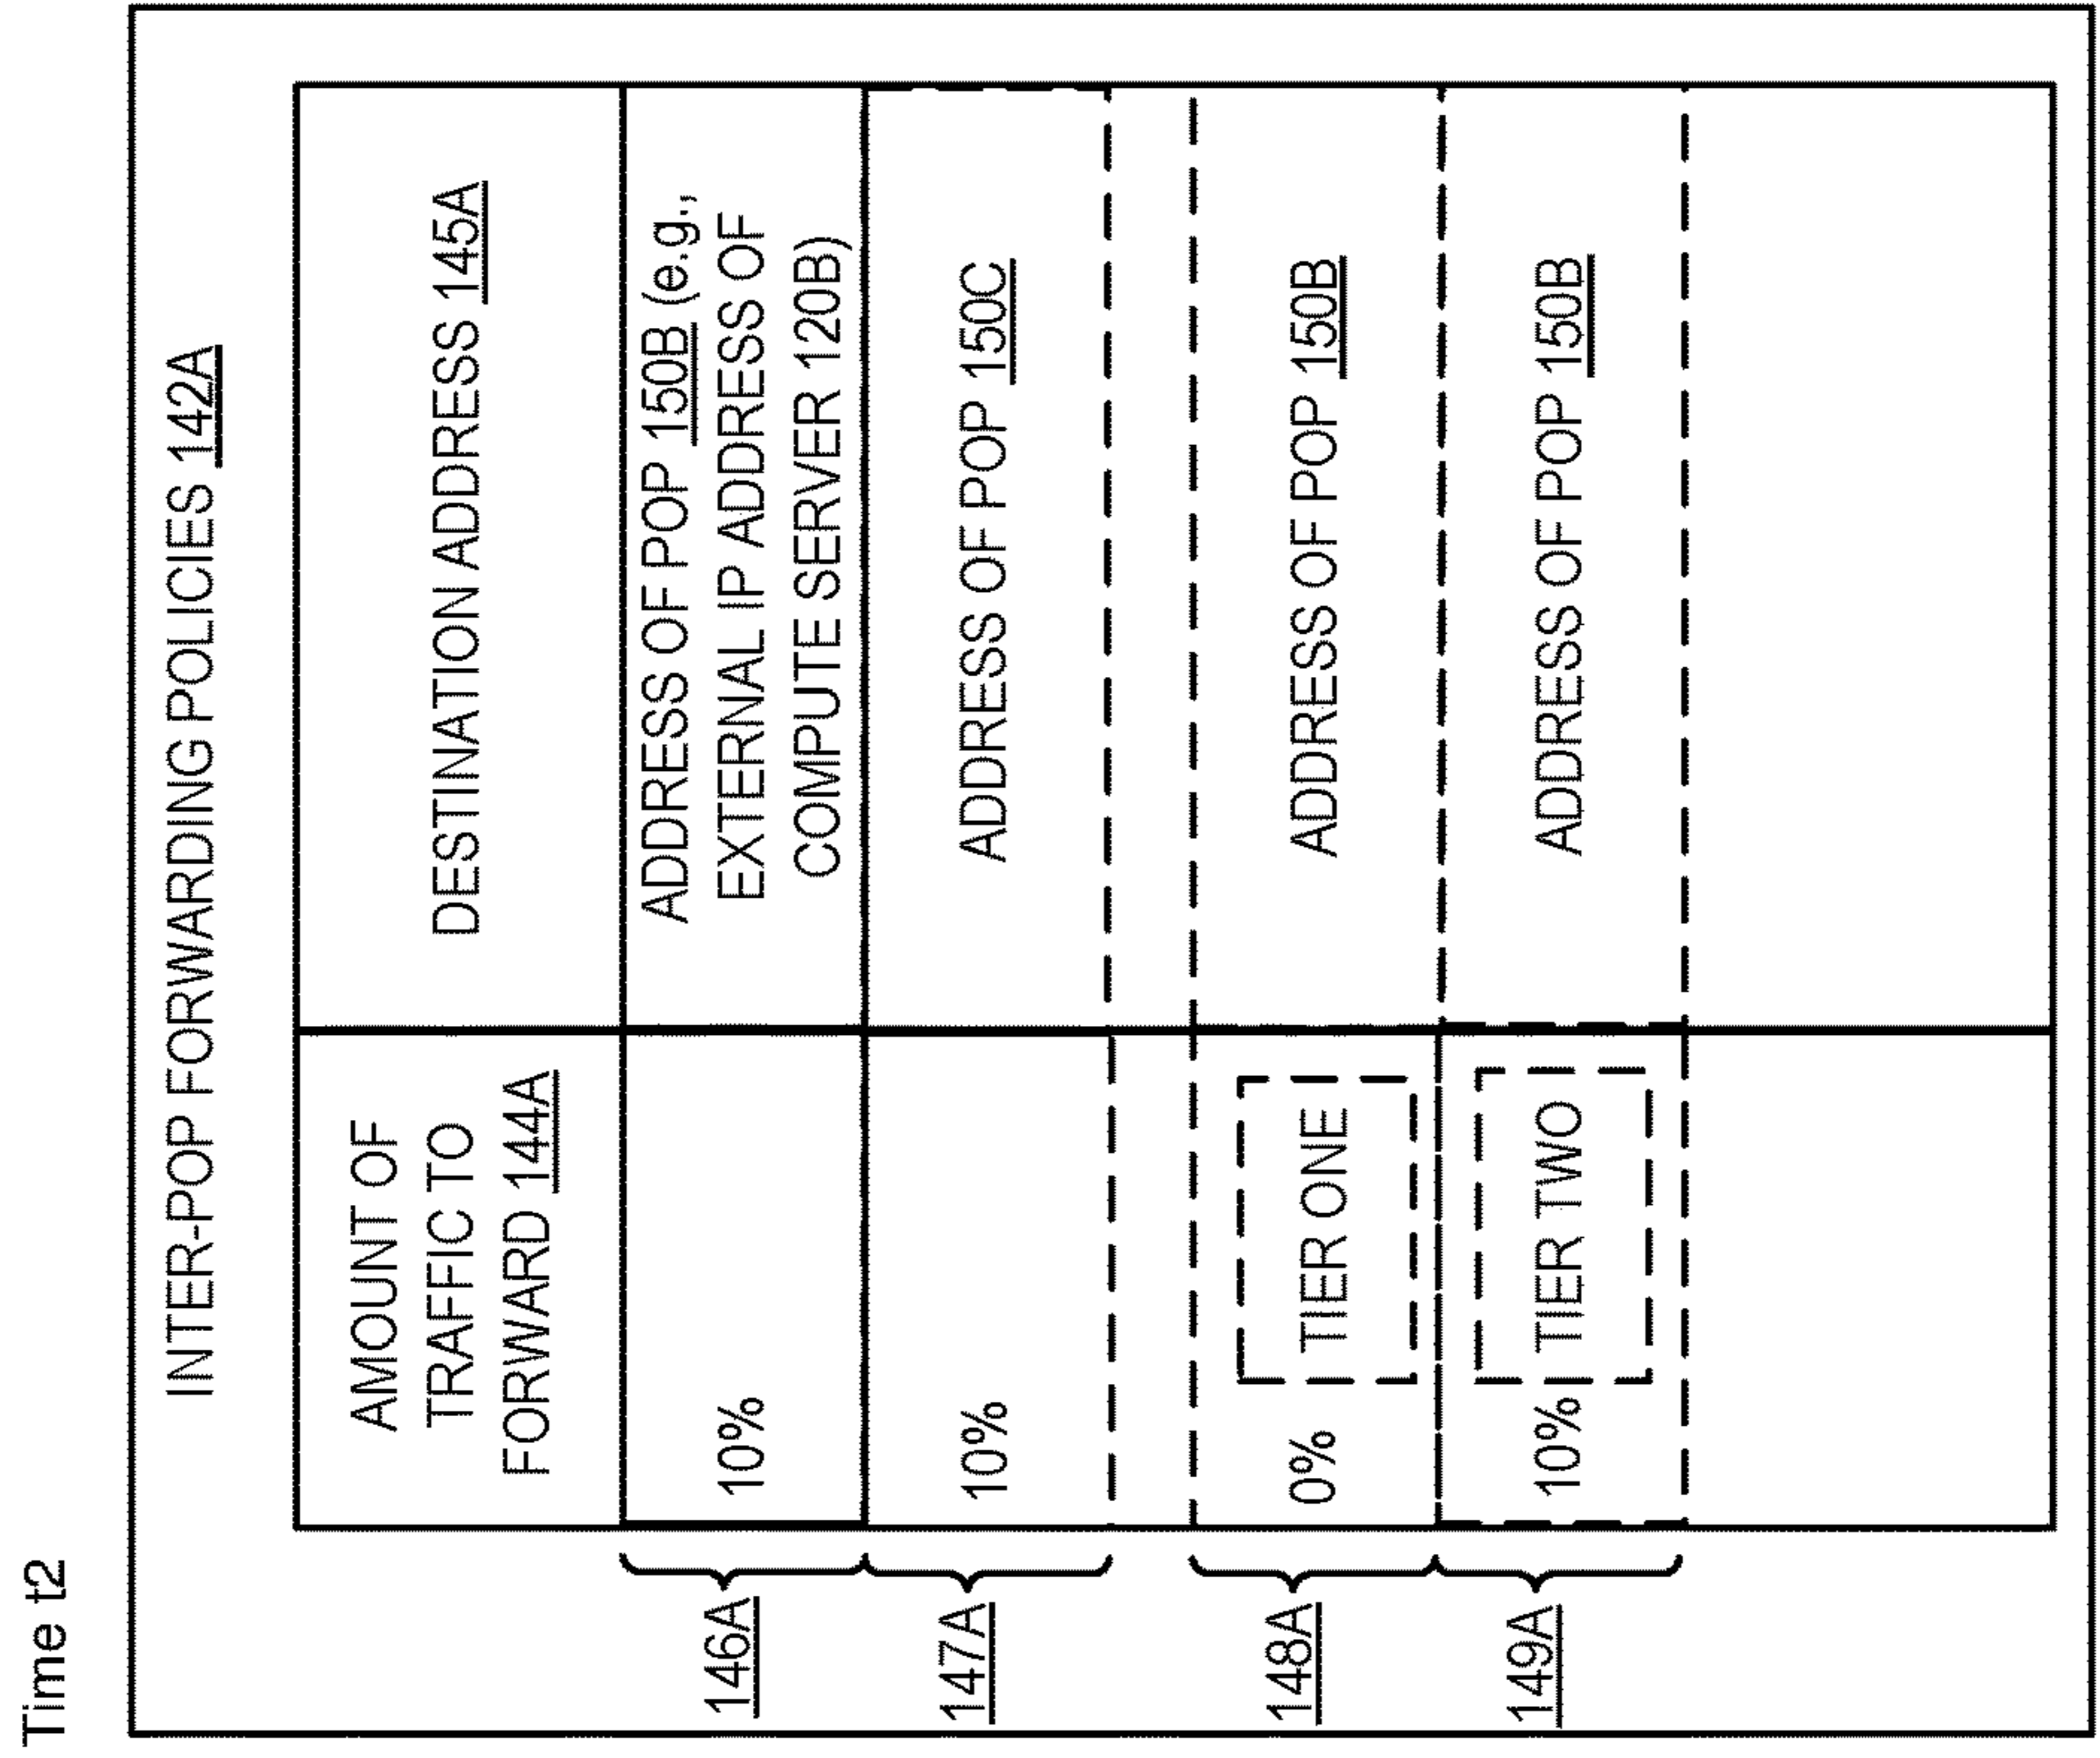 Time t2
INTER-POP FORWARDING POLICIES 142A
AMOUNT OF
TRAFFIC TO
FORWARD 144A
DESTINATION ADDRESS 145A
146A
10%
ADDRESS OF POP 150B (e.g.,
EXTERNAL IP ADDRESS OF
COMPUTE SERVER 120B)
147A
10%
ADDRESS OF POP 150C
148A
0%
TIER ONE
ADDRESS OF POP 150B
149A
10%
TIER TWO
ADDRESS OF POP 150B